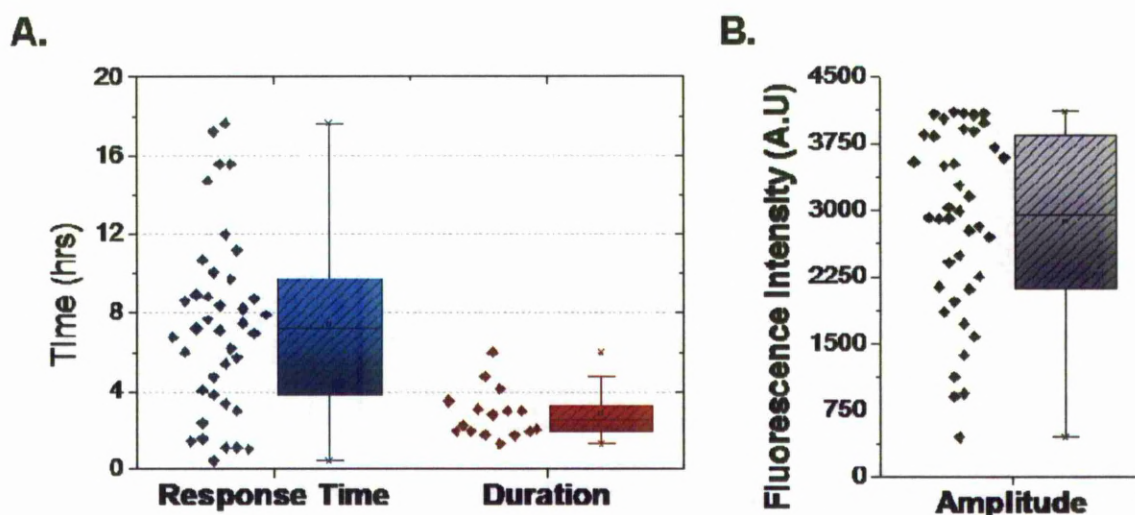 A.
B.
Time (hrs)
20
16
12
8
4
0
Response Time
Duration
Fluorescence Intensity (A.U)
4500
3750
3000
2250
1500
750
0
Amplitude